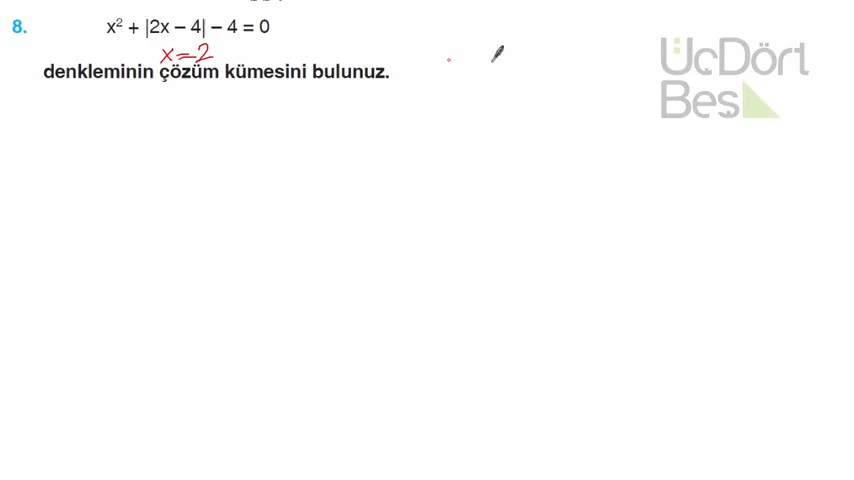 8. x² + |2x – 4| – 4 = 0
x = 2
denkleminin çözüm kümesini bulunuz.
ÜçDört
Beş